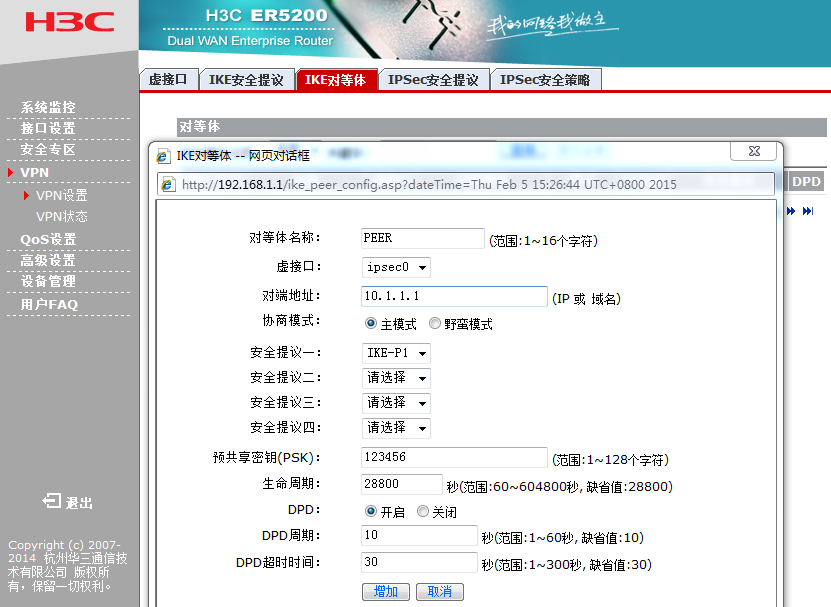 H3C
H3C ER5200
Dual WAN Enterprise Router
我的网络我做主
虚接口
IKE安全提议
IKE对等体
IPSec安全提议
IPSec安全策略
系统监控
接口设置
安全专区
VPN
VPN设置
VPN状态
QoS设置
高级设置
设备管理
用户FAQ
退出
Copyright (c) 2007-
2014 杭州华三通信技
术有限公司 版权所
有，保留一切权利。
对等体
DPD
IKE对等体 -- 网页对话框
http://192.168.1.1/ike_peer_config.asp?dateTime=Thu Feb 5 15:26:44 UTC+0800 2015
对等体名称： PEER (范围:1~16个字符)
虚接口： ipsec0
对端地址： 10.1.1.1 (IP 或 域名)
协商模式： 主模式 野蛮模式
安全提议一： IKE-P1
安全提议二： 请选择
安全提议三： 请选择
安全提议四： 请选择
预共享密钥(PSK)： 123456 (范围:1~128个字符)
生命周期： 28800 秒(范围:60~604800秒, 缺省值:28800)
DPD： 开启 关闭
DPD周期： 10 秒(范围:1~60秒, 缺省值:10)
DPD超时时间： 30 秒(范围:1~300秒, 缺省值:30)
增加 取消